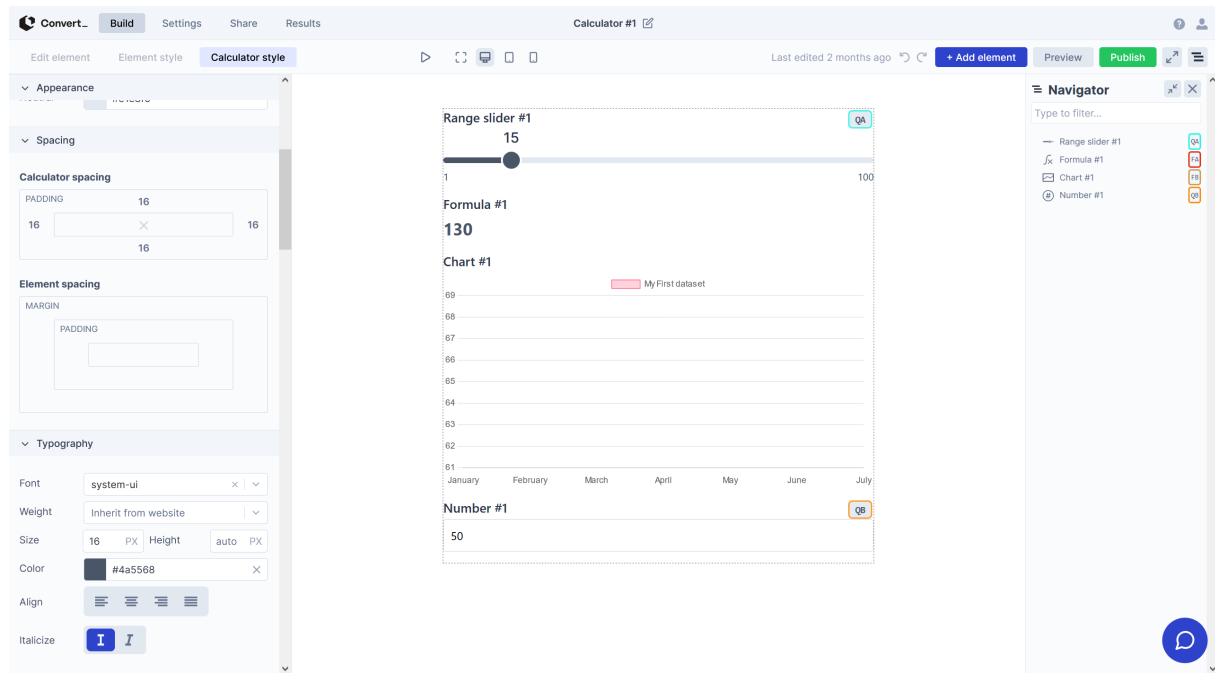 Convert_ Build Settings Share Results Calculator #1
Edit element Element style Calculator style Last edited 2 months ago + Add element Preview Publish
Appearance
Spacing
Calculator spacing
PADDING
16
16 16
16
Element spacing
MARGIN
PADDING
Typography
Font system-ui
Weight Inherit from website
Size 16 PX Height auto PX
Color #4a5568
Align
Italicize I I
Range slider #1 QA
15
1 100
Formula #1
130
Chart #1
My First dataset
69
68
67
66
65
64
63
62
61
January February March April May June July
Number #1 QB
50
Navigator
Type to filter...
Range slider #1 QA
Formula #1 FA
Chart #1 FB
Number #1 QB